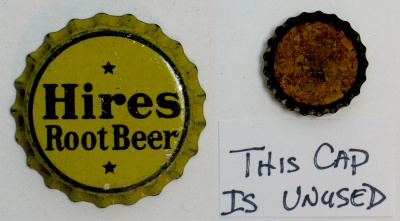 Hires
Root Beer
THIS CAP
IS UNUSED